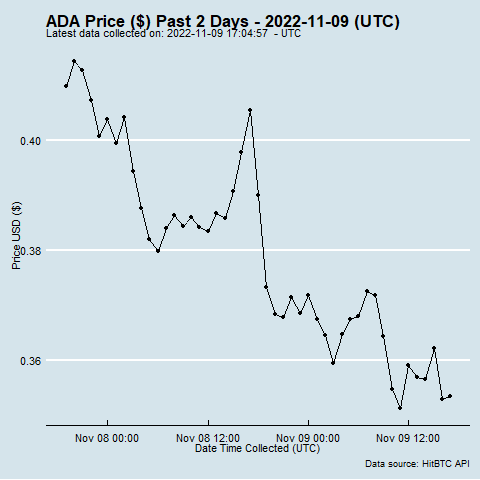 ADA Price ($) Past 2 Days - 2022-11-09 (UTC)
Latest data collected on: 2022-11-09 17:04:57 - UTC
0.40
0.38
0.36
Price USD ($)
Nov 08 00:00 Nov 08 12:00 Nov 09 00:00 Nov 09 12:00
Date Time Collected (UTC)
Data source: HitBTC API